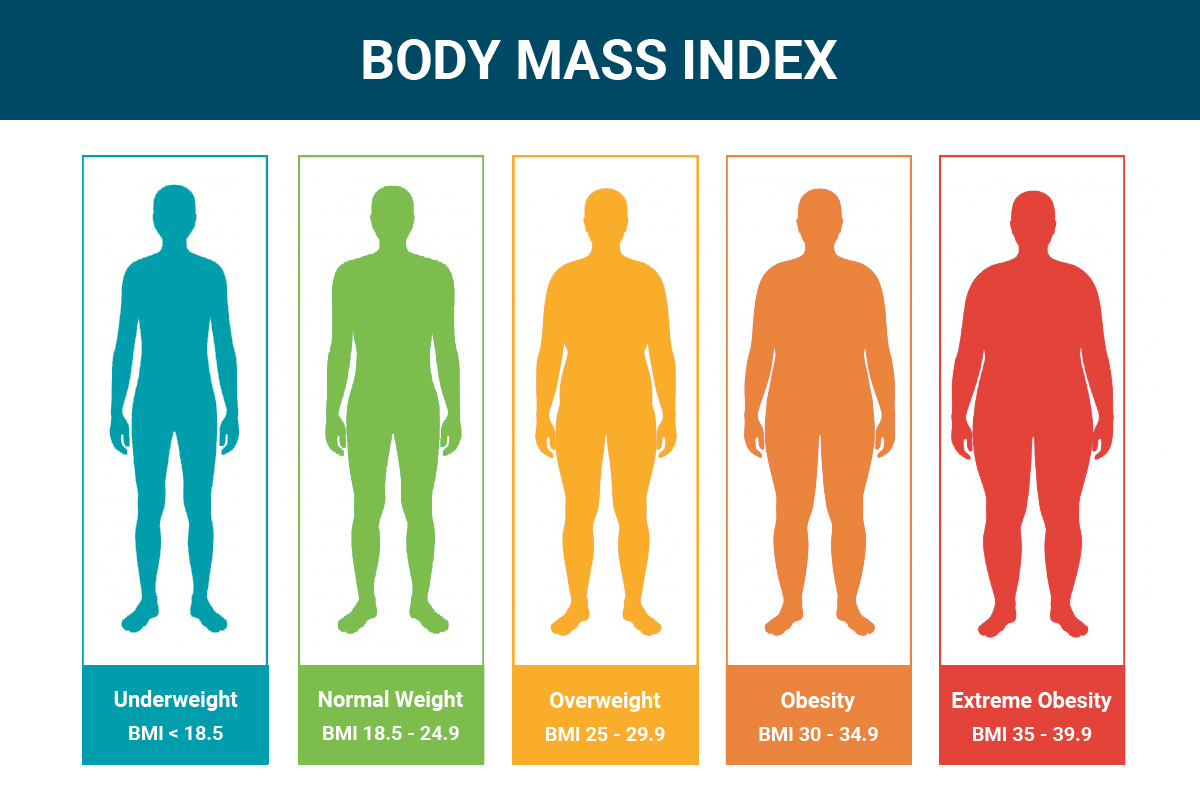 BODY MASS INDEX
Underweight
BMI < 18.5
Normal Weight
BMI 18.5 - 24.9
Overweight
BMI 25 - 29.9
Obesity
BMI 30 - 34.9
Extreme Obesity
BMI 35 - 39.9